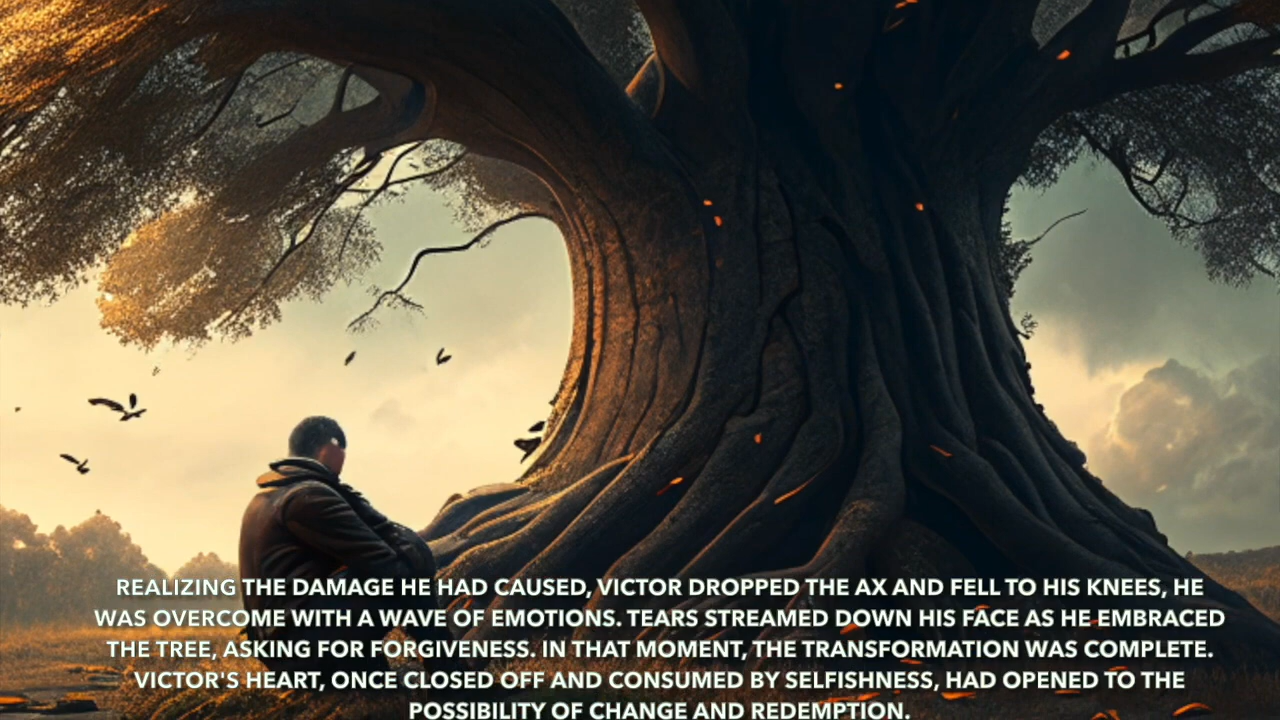 REALIZING THE DAMAGE HE HAD CAUSED, VICTOR DROPPED THE AX AND FELL TO HIS KNEES, HE
WAS OVERCOME WITH A WAVE OF EMOTIONS. TEARS STREAMED DOWN HIS FACE AS HE EMBRACED
THE TREE, ASKING FOR FORGIVENESS. IN THAT MOMENT, THE TRANSFORMATION WAS COMPLETE.
VICTOR'S HEART, ONCE CLOSED OFF AND CONSUMED BY SELFISHNESS, HAD OPENED TO THE
POSSIBILITY OF CHANGE AND REDEMPTION.